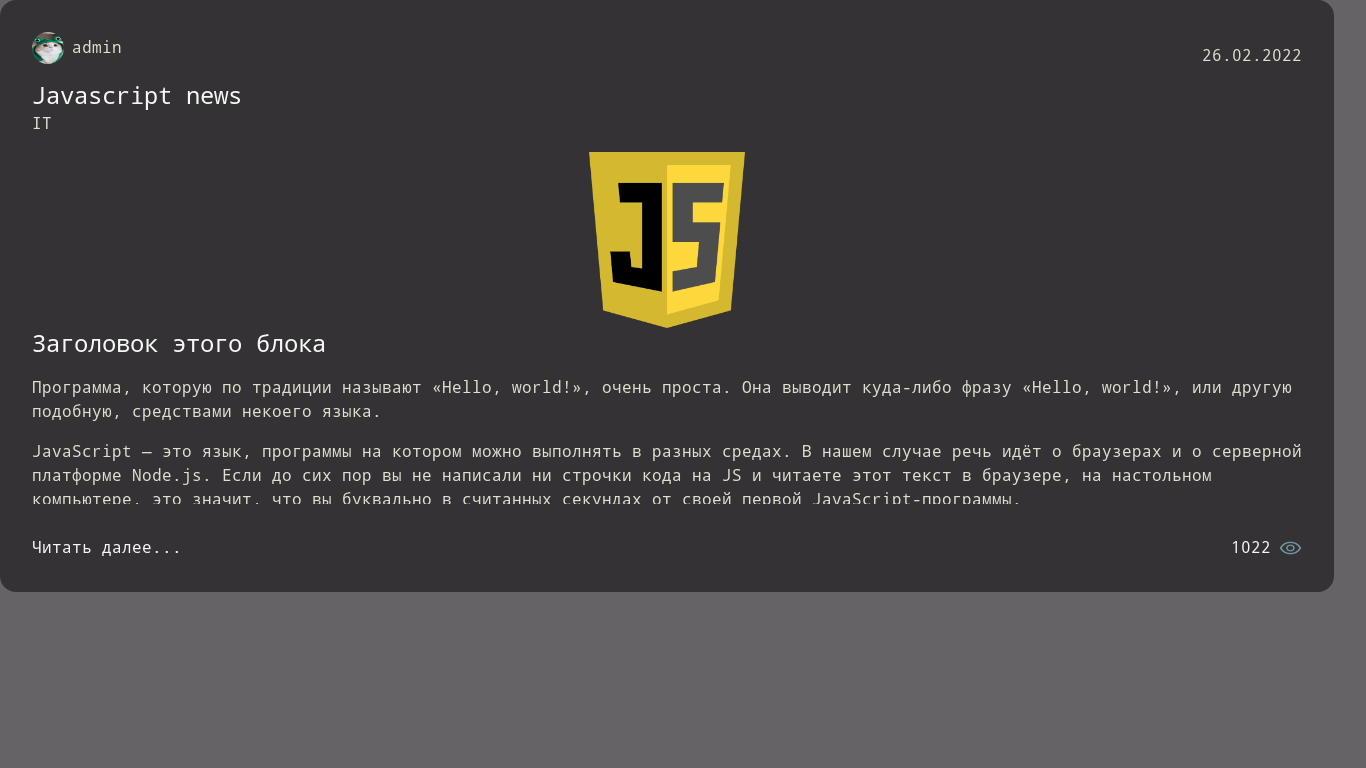 admin
26.02.2022
Javascript news
IT
JS
Заголовок этого блока
Программа, которую по традиции называют «Hello, world!», очень проста. Она выводит куда-либо фразу «Hello, world!», или другую
подобную, средствами некоего языка.
JavaScript — это язык, программы на котором можно выполнять в разных средах. В нашем случае речь идёт о браузерах и о серверной
платформе Node.js. Если до сих пор вы не написали ни строчки кода на JS и читаете этот текст в браузере, на настольном
компьютере, это значит, что вы буквально в считанных секундах от своей первой JavaScript-программы.
Читать далее...
1022